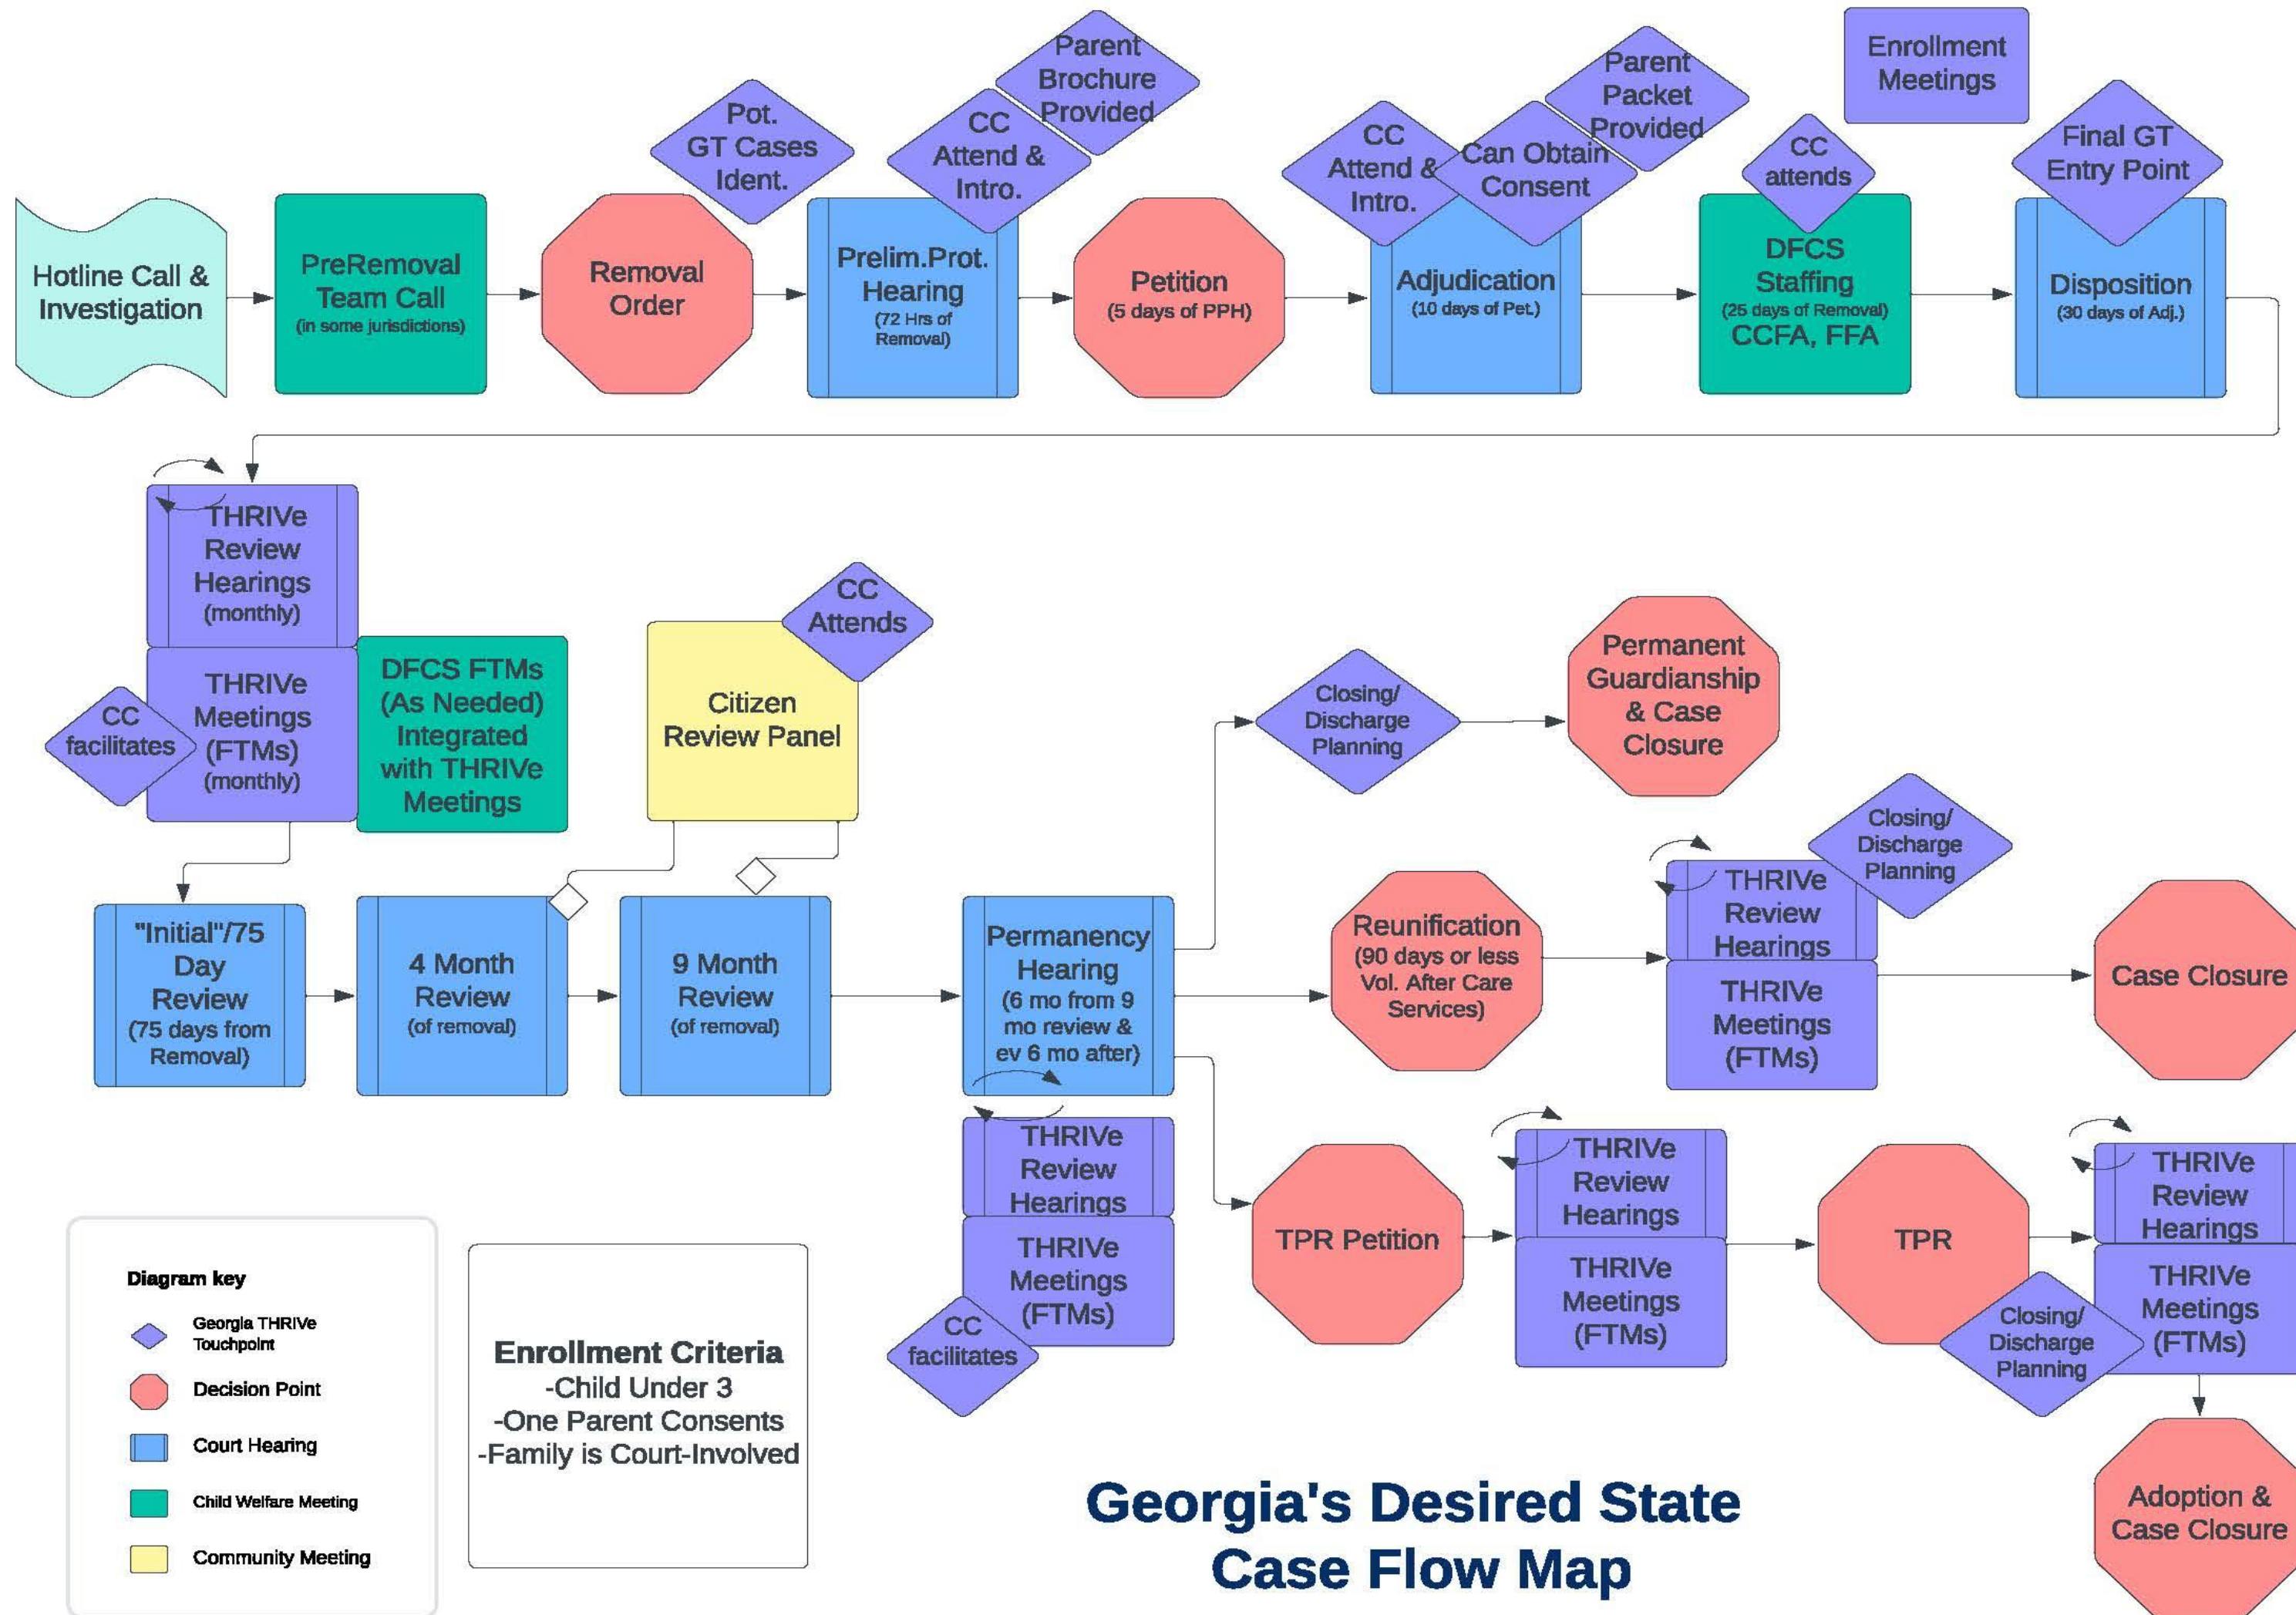 Parent
Brochure
Provided
Pot.
GT Cases
Ident.
CC
Attend &
Intro.
Parent
Packet
Provided
CC
Attend &
Intro.
Can Obtain
Consent
Enrollment
Meetings
CC
attends
Final GT
Entry Point
Hotline Call &
Investigation
PreRemoval
Team Call
(in some jurisdictions)
Removal
Order
Prelim.Prot.
Hearing
(72 Hrs of
Removal)
Petition
(5 days of PPH)
Adjudication
(10 days of Pet.)
DFCS
Staffing
(25 days of Removal)
CCFA, FFA
Disposition
(30 days of Adj.)
THRIVe
Review
Hearings
(monthly)
THRIVe
Meetings
(FTMs)
(monthly)
CC
facilitates
DFCS FTMs
(As Needed)
Integrated
with THRIVe
Meetings
Citizen
Review Panel
CC
Attends
Closing/
Discharge
Planning
Permanent
Guardianship
& Case
Closure
"Initial"/75
Day
Review
(75 days from
Removal)
4 Month
Review
(of removal)
9 Month
Review
(of removal)
Permanency
Hearing
(6 mo from 9
mo review &
ev 6 mo after)
Reunification
(90 days or less
Vol. After Care
Services)
THRIVe
Review
Hearings
THRIVe
Meetings
(FTMs)
Closing/
Discharge
Planning
Case Closure
THRIVe
Review
Hearings
THRIVe
Meetings
(FTMs)
CC
facilitates
TPR Petition
THRIVe
Review
Hearings
THRIVe
Meetings
(FTMs)
TPR
THRIVe
Review
Hearings
THRIVe
Meetings
(FTMs)
Closing/
Discharge
Planning
Adoption &
Case Closure
Diagram key
Georgia THRIVe
Touchpoint
Decision Point
Court Hearing
Child Welfare Meeting
Community Meeting
Enrollment Criteria
-Child Under 3
-One Parent Consents
-Family is Court-Involved
Georgia's Desired State
Case Flow Map